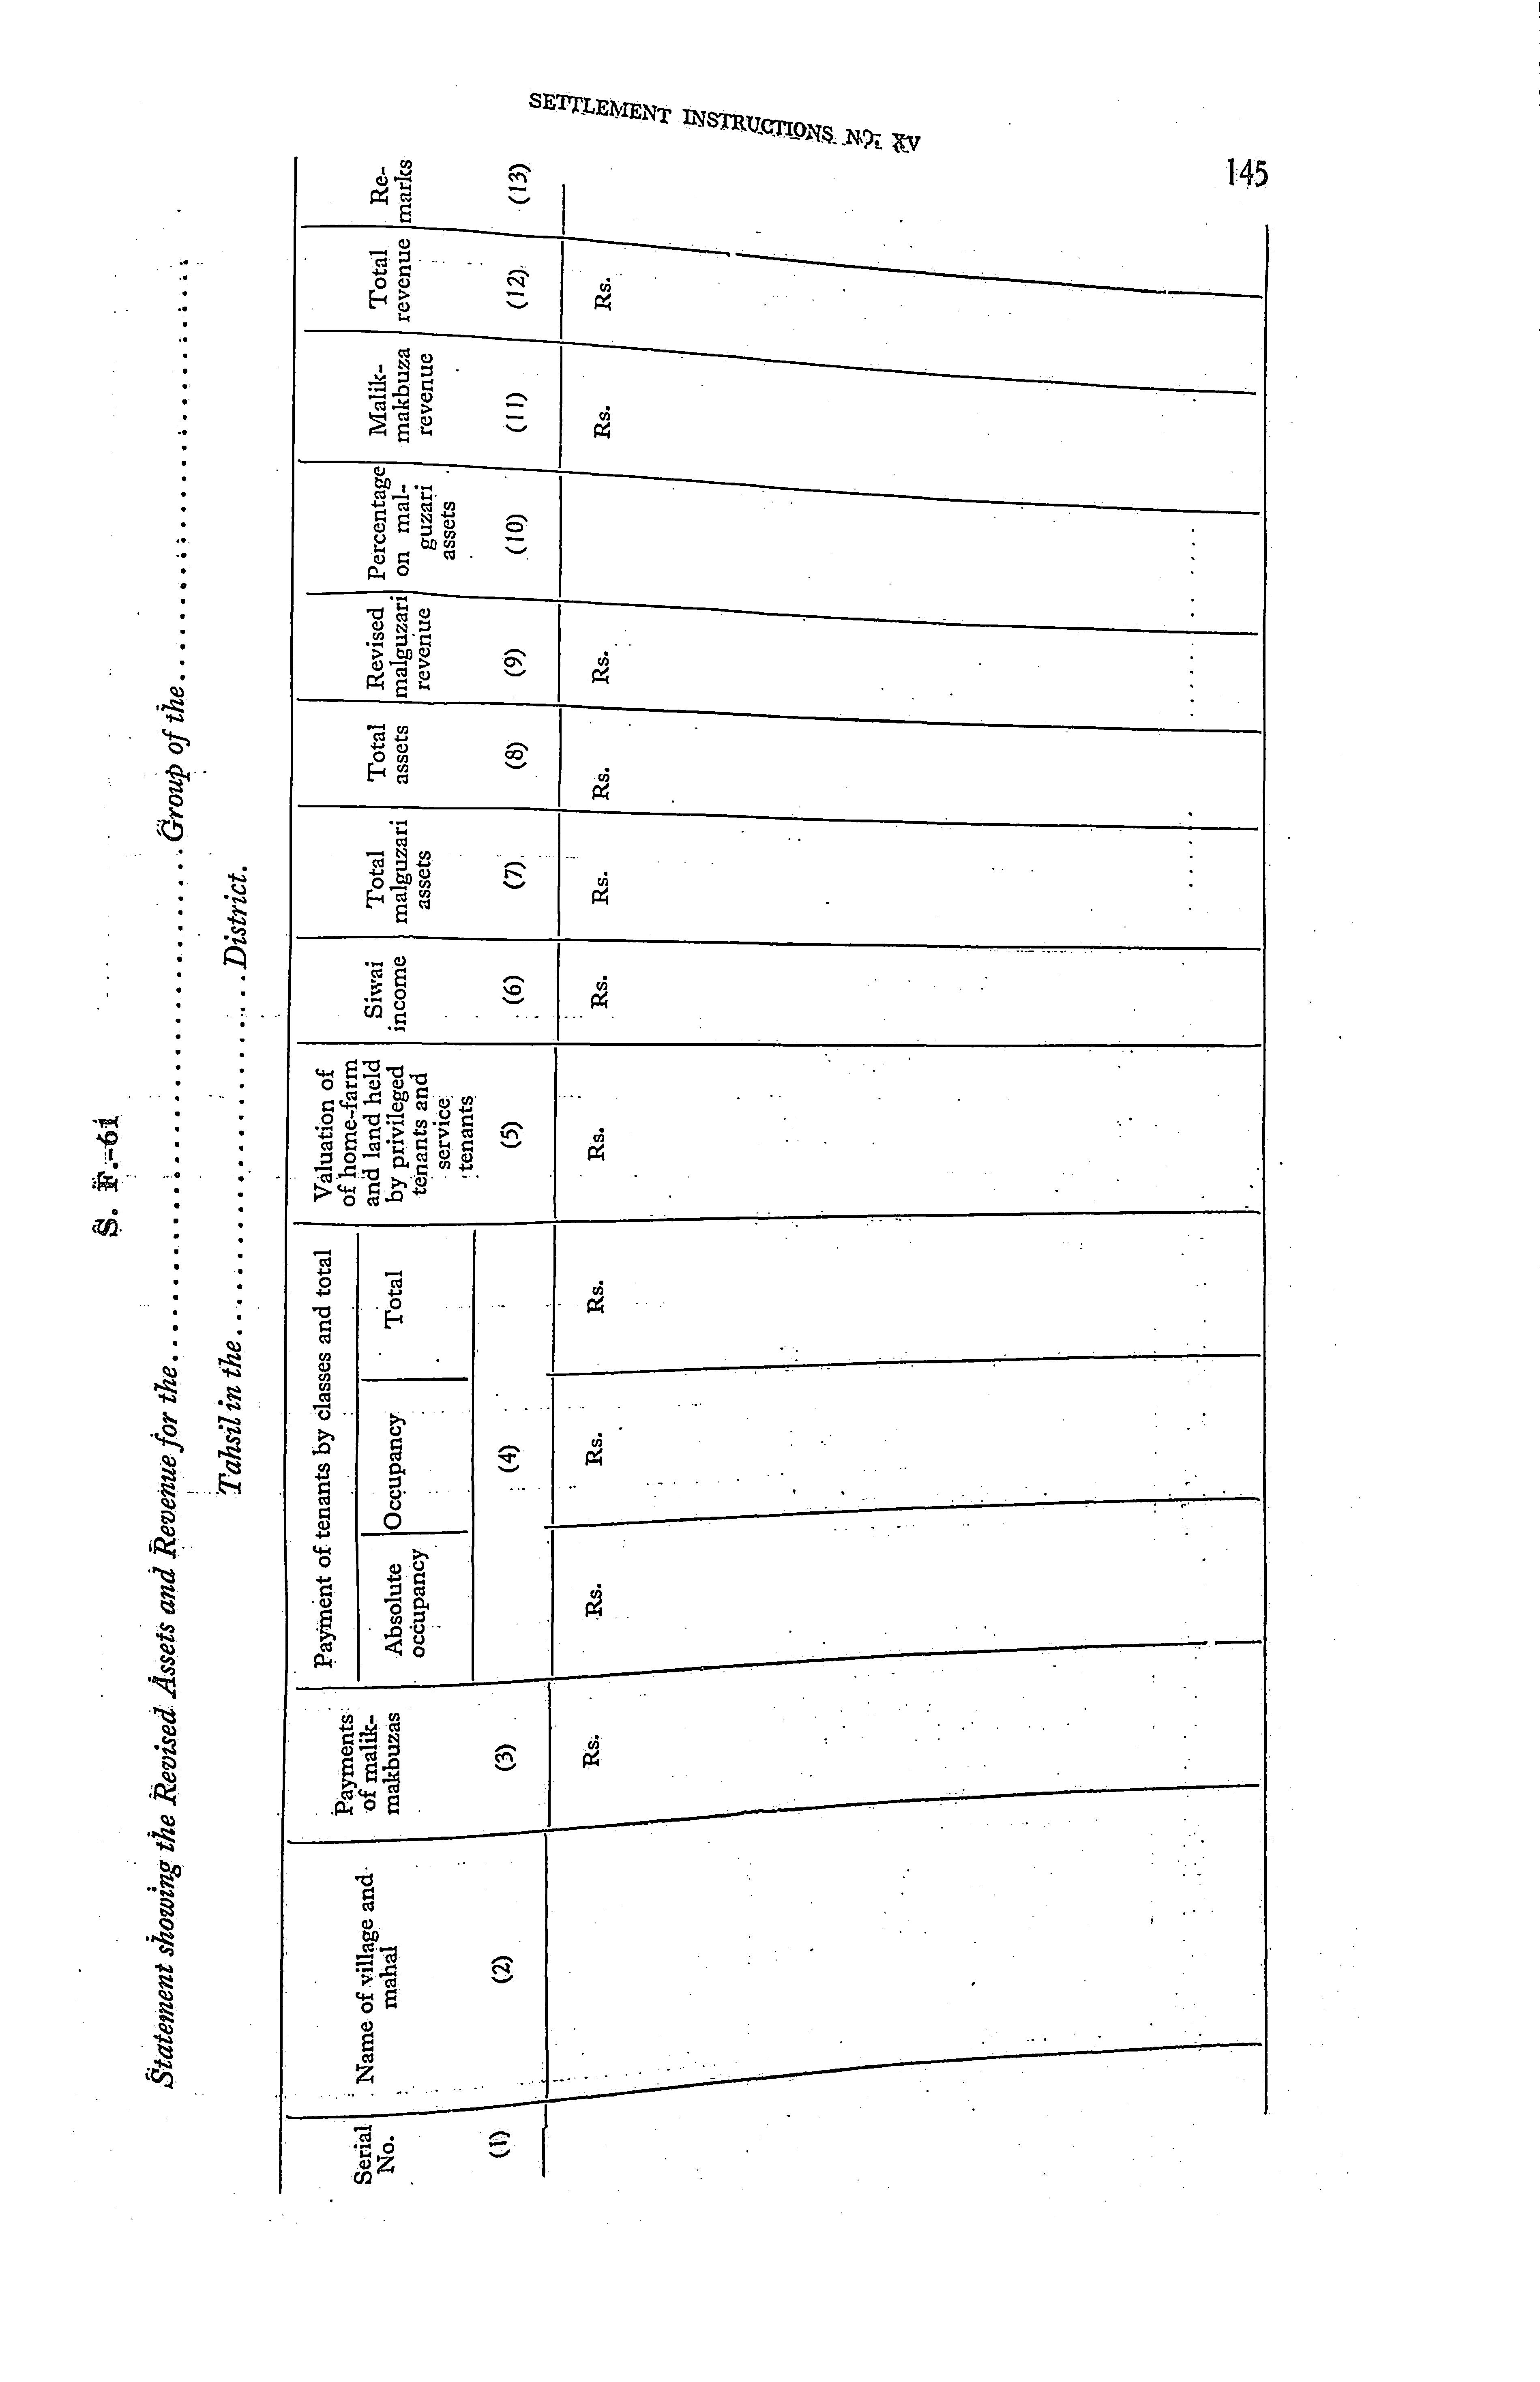 SETTLEMENT INSTRUCTIONS NO. XV
145
S. F.-61
Statement showing the Revised Assets and Revenue for the........................................Group of the..............................
Tahsil in the..............................District.
Serial No.
Name of village and mahal
Payments of malik-makbuzas
Payment of tenants by classes and total
Absolute occupancy
Occupancy
Total
Valuation of of home-farm and land held by privileged tenants and service tenants
Siwai income
Total malguzari assets
Total assets
Revised malguzari revenue
Percentage on mal-guzari assets
Malik-makbuza revenue
Total revenue
Re-marks
(1) (2) (3) (4) (5) (6) (7) (8) (9) (10) (11) (12) (13)
Rs. Rs. Rs. Rs. Rs. Rs. Rs. Rs. Rs. Rs. Rs.